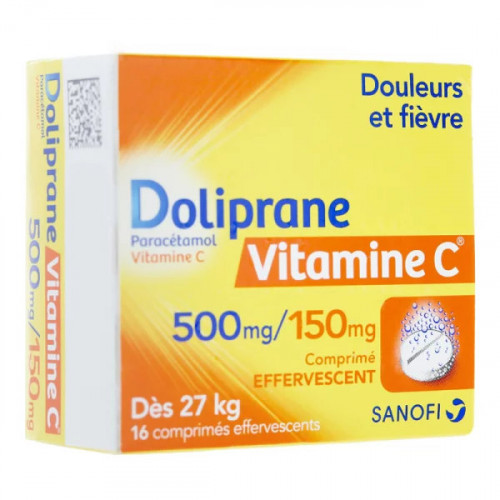 Douleurs
et fièvre
Doliprane
Paracétamol
Vitamine C
Vitamine C®
500mg/150mg
Comprimé
EFFERVESCENT
Dès 27 kg
16 comprimés effervescents
SANOFI
Doliprane Vitamine C®
Paracétamol
Vitamine C
500mg/150mg